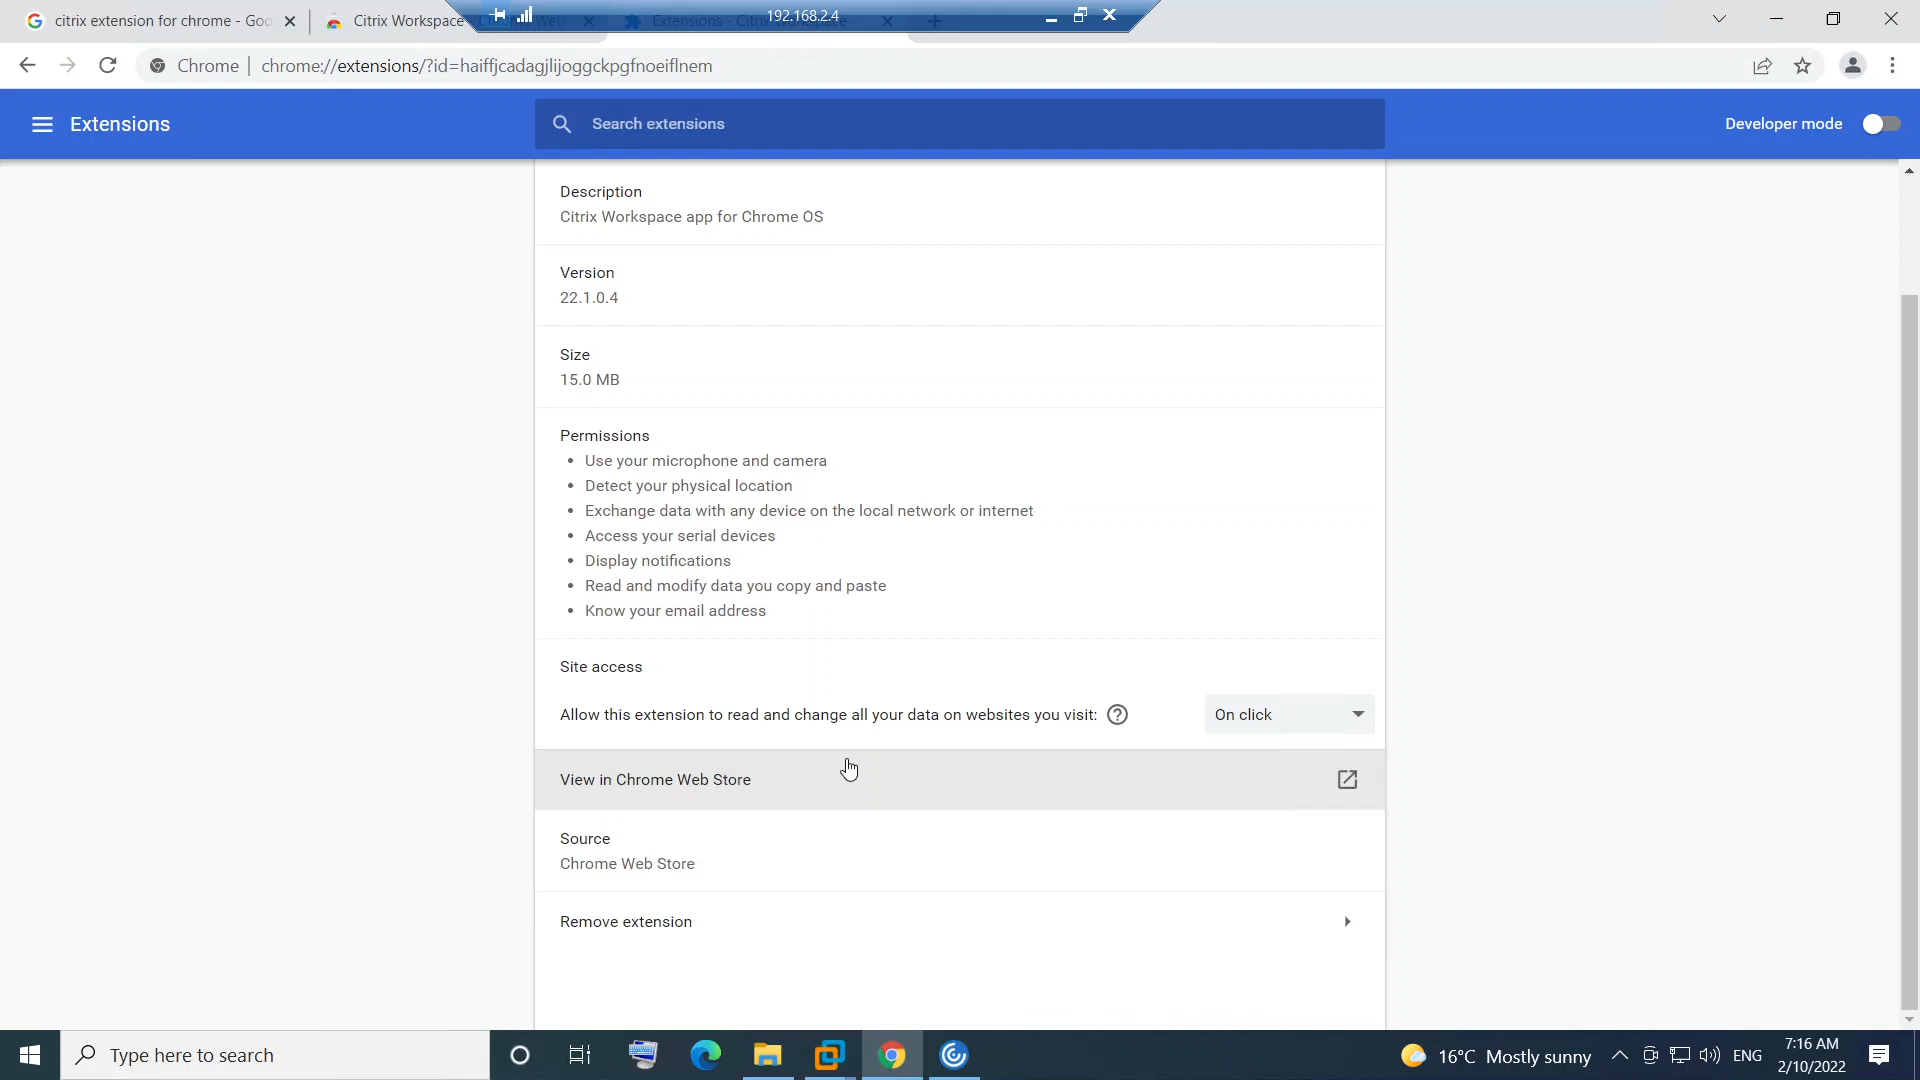 citrix extension for chrome - Goo
Citrix Workspace - Chrome Web
Extensions - Citrix Workspace
192.168.2.4
Chrome
chrome://extensions/?id=haiffjcadagjlijoggckpgfnoeiflnem
Extensions
Search extensions
Developer mode
Description
Citrix Workspace app for Chrome OS
Version
22.1.0.4
Size
15.0 MB
Permissions
• Use your microphone and camera
• Detect your physical location
• Exchange data with any device on the local network or internet
• Access your serial devices
• Display notifications
• Read and modify data you copy and paste
• Know your email address
Site access
Allow this extension to read and change all your data on websites you visit:
On click
View in Chrome Web Store
Source
Chrome Web Store
Remove extension
Type here to search
16°C Mostly sunny
ENG
7:16 AM
2/10/2022